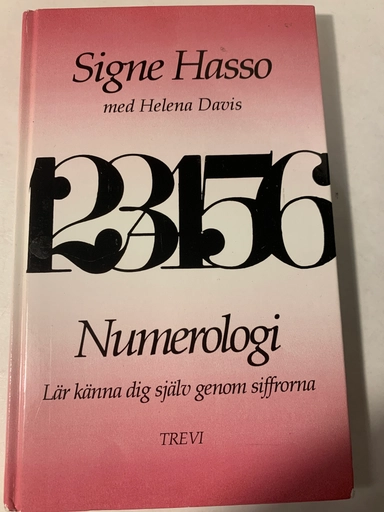 Signe Hasso
med Helena Davis
123456
Numerologi
Lär känna dig själv genom siffrorna
TREVI